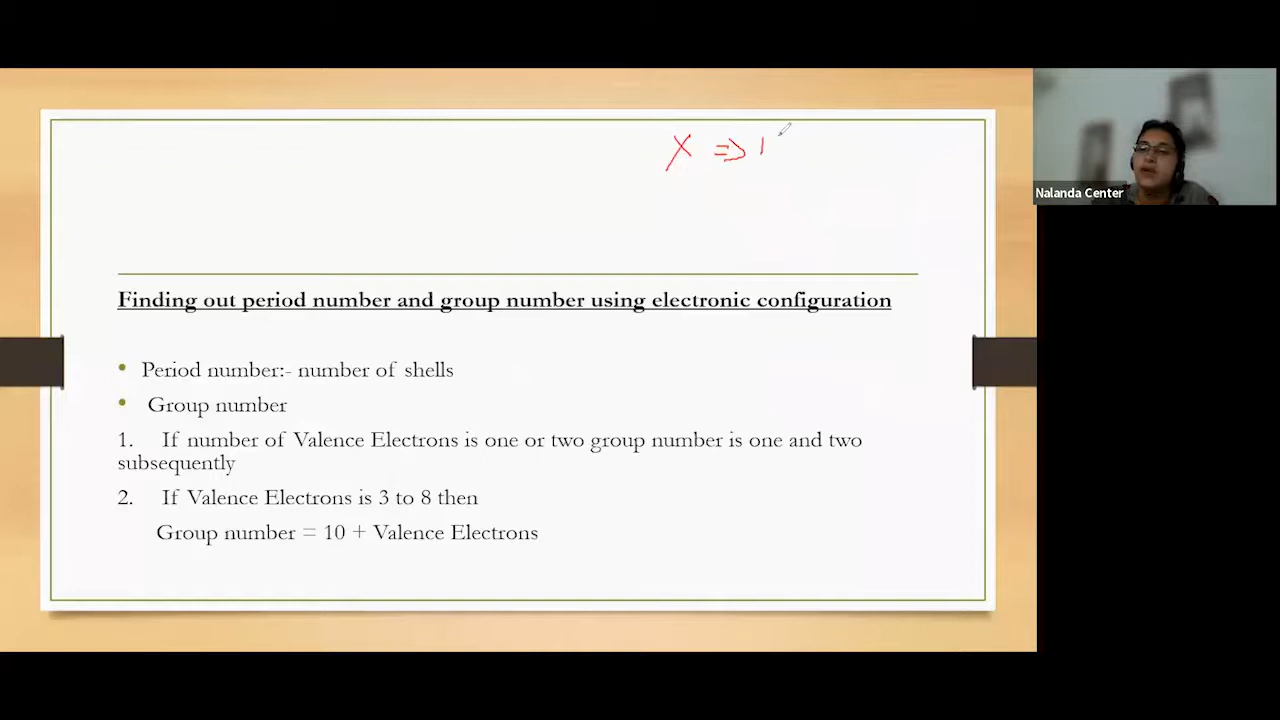 X ⇒ 1
Nalanda Center
Finding out period number and group number using electronic configuration
• Period number:- number of shells
• Group number
1. If number of Valence Electrons is one or two group number is one and two
subsequently
2. If Valence Electrons is 3 to 8 then
Group number = 10 + Valence Electrons